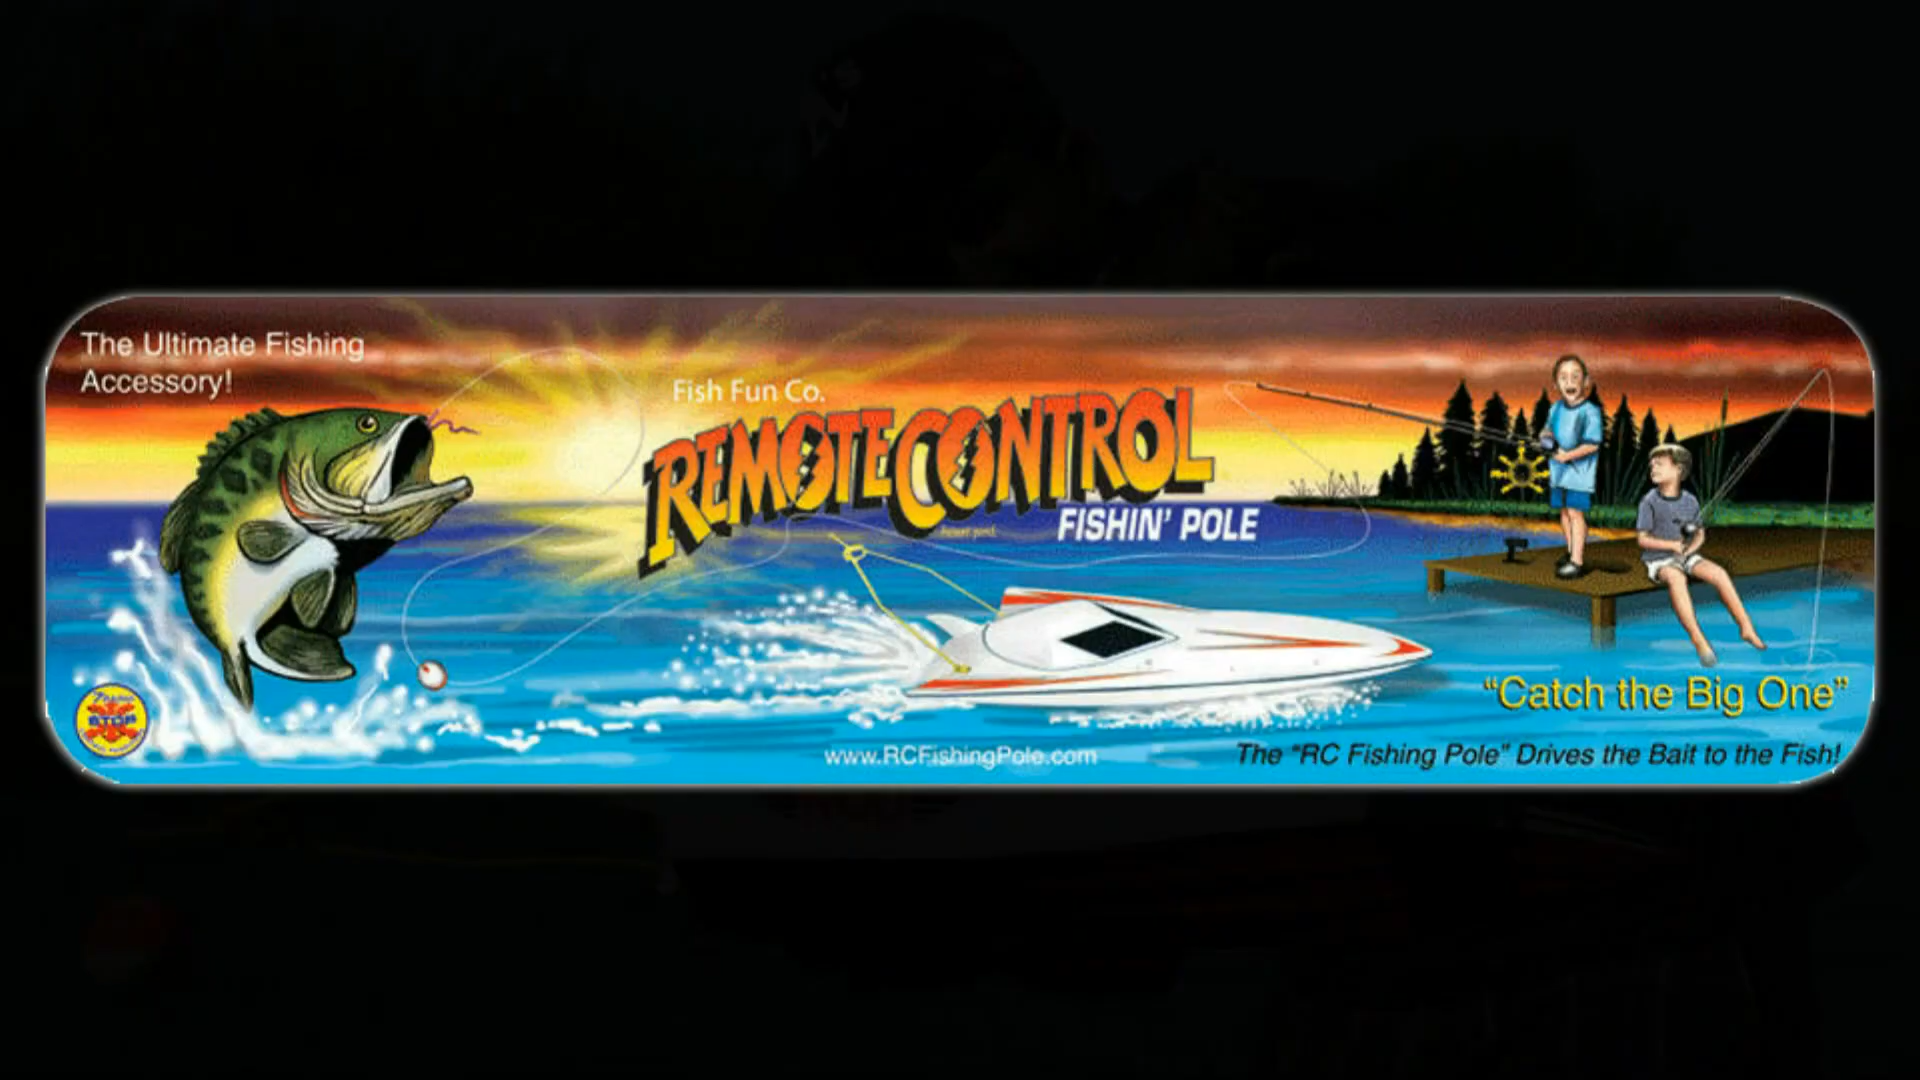 The Ultimate Fishing
Accessory!
Fish Fun Co.
REMOTE CONTROL
FISHIN' POLE
"Catch the Big One"
www.RCFishingPole.com
The "RC Fishing Pole" Drives the Bait to the Fish!